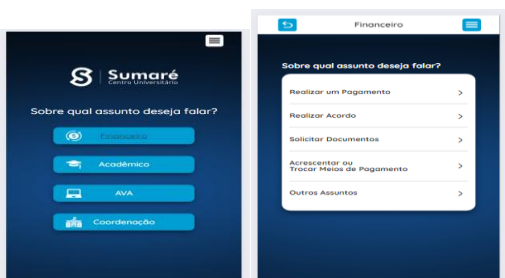 Sumaré
Centro Universitário
Sobre qual assunto deseja falar?
Financeiro
Acadêmico
AVA
Coordenação
Financeiro
Sobre qual assunto deseja falar?
Realizar um Pagamento
Realizar Acordo
Solicitar Documentos
Acrescentar ou
Trocar Meios de Pagamento
Outros Assuntos